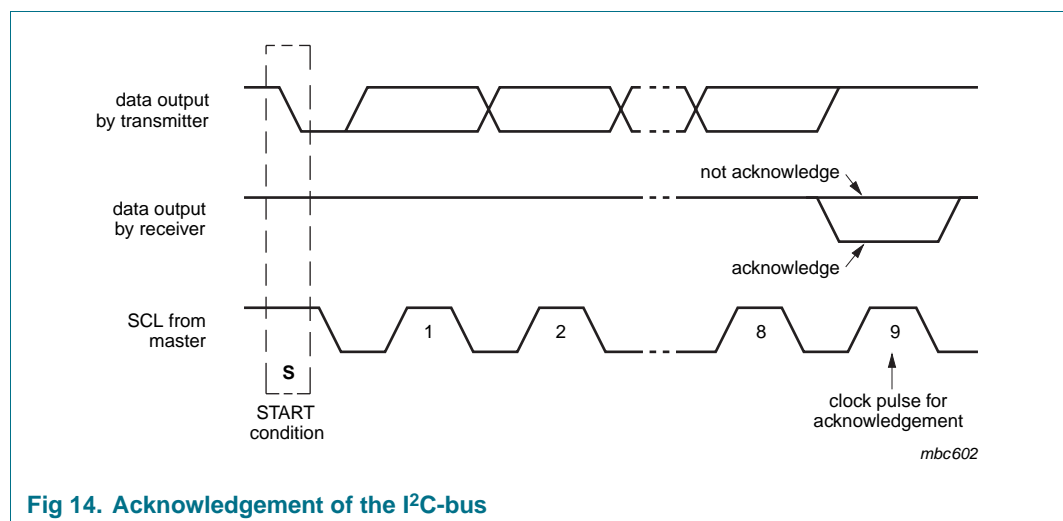 data output
by transmitter
not acknowledge
data output
by receiver
acknowledge
SCL from
master
1
2
8
9
S
START
condition
clock pulse for
acknowledgement
mbc602
Fig 14. Acknowledgement of the I²C-bus